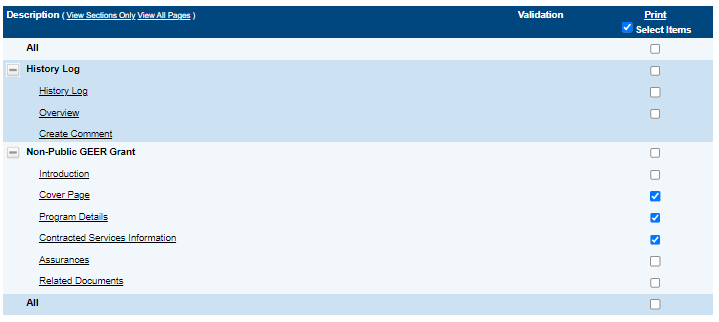 Description ( View Sections Only View All Pages ) Validation Print
Select Items
All
History Log
History Log
Overview
Create Comment
Non-Public GEER Grant
Introduction
Cover Page
Program Details
Contracted Services Information
Assurances
Related Documents
All